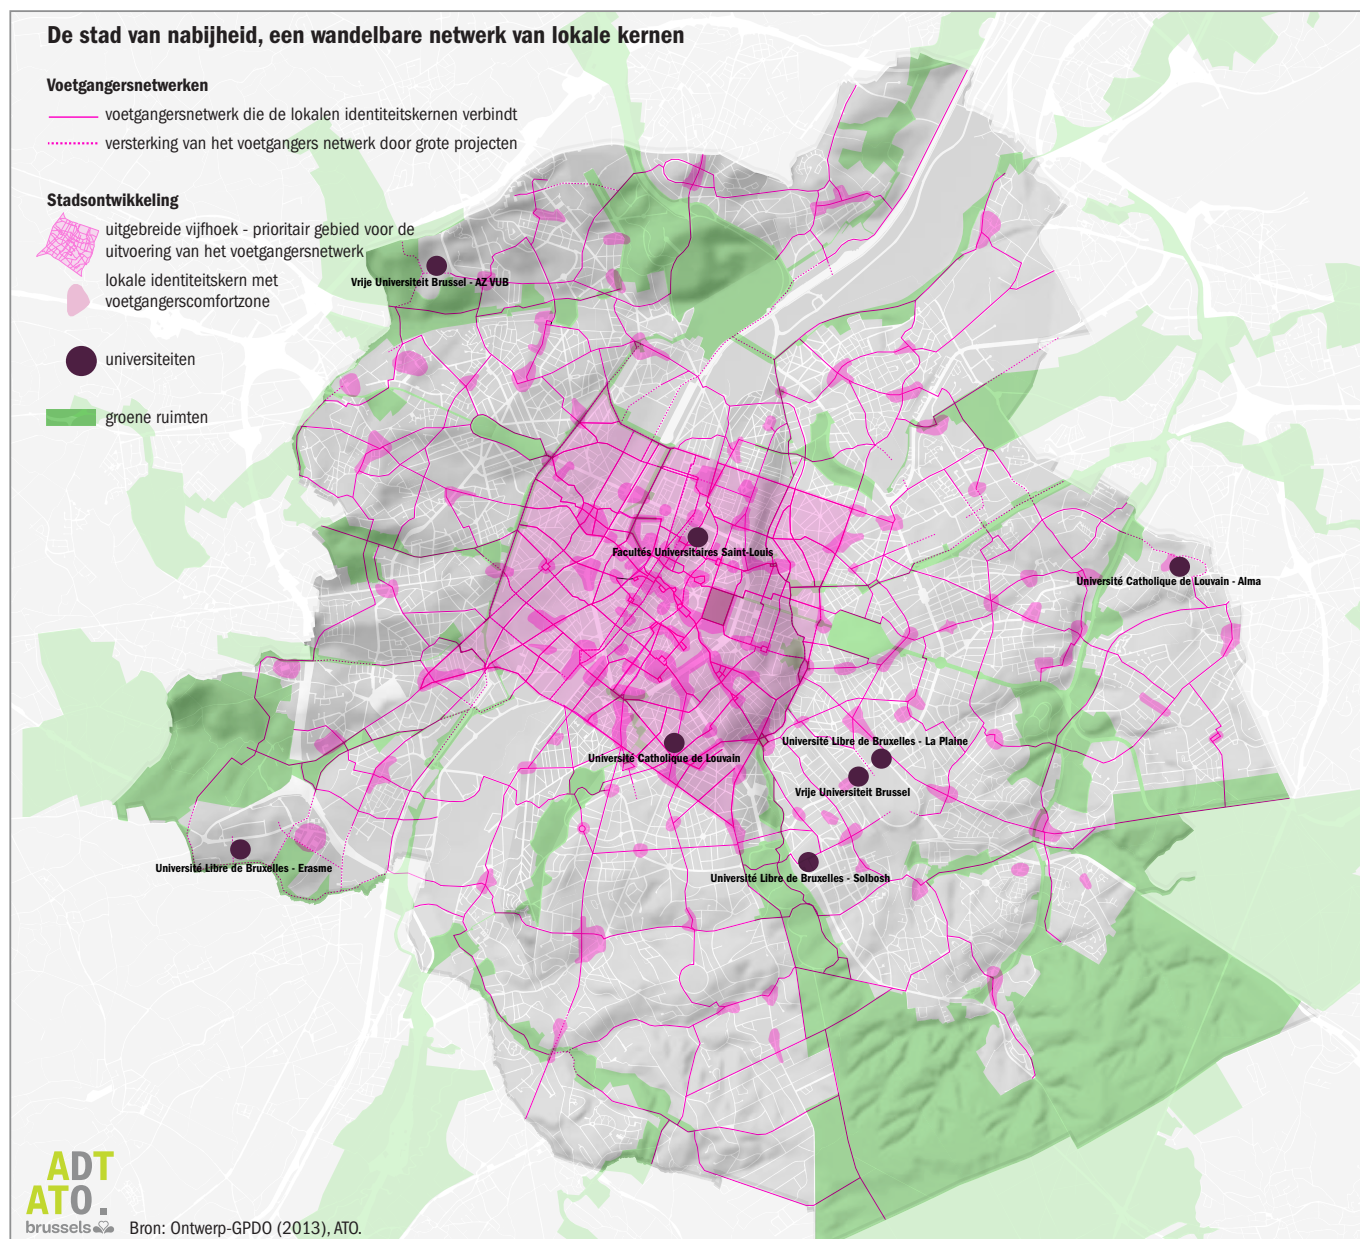 De stad van nabijheid, een wandelbare netwerk van lokale kernen
Voetgangersnetwerken
voetgangersnetwerk die de lokalen identiteitskernen verbindt
versterking van het voetgangers netwerk door grote projecten
Stadsontwikkeling
uitgebreide vijfhoek - prioritair gebied voor de
uitvoering van het voetgangersnetwerk
lokale identiteitskern met
voetgangerscomfortzone
universiteiten
groene ruimten
Vrije Universiteit Brussel - AZ VUB
Facultés Universitaires Saint-Louis
Université Catholique de Louvain - Alma
Université Libre de Bruxelles - La Plaine
Université Catholique de Louvain
Vrije Universiteit Brussel
Université Libre de Bruxelles - Erasme
Université Libre de Bruxelles - Solbosh
ADT
ATO.
brussels
Bron: Ontwerp-GPDO (2013), ATO.